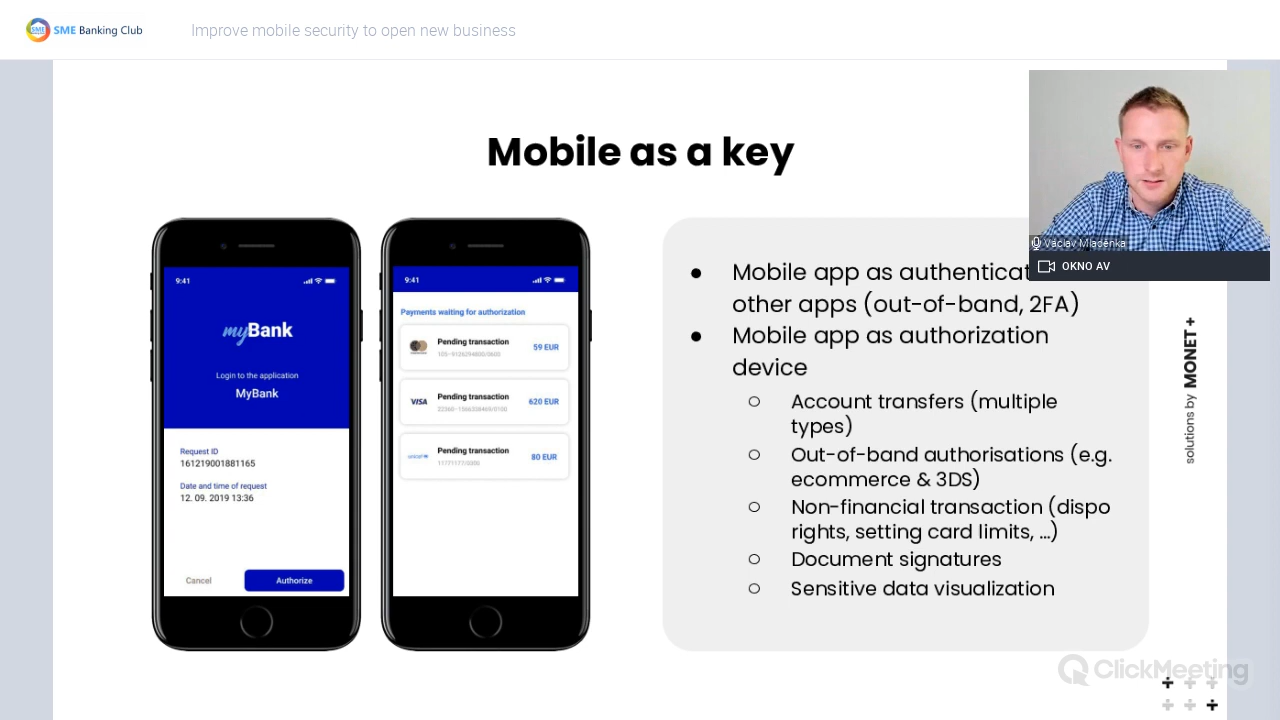 SME
SME Banking Club
Improve mobile security to open new business
Mobile as a key
9:41
myBank
Login to the application
MyBank
Request ID
161219001881165
Date and time of request
12. 09. 2019 13:36
Cancel
Authorize
9:41
Payments waiting for authorization
Pending transaction
59 EUR
VISA
Pending transaction
620 EUR
unicef
Pending transaction
80 EUR
11771177/0300
● Mobile app as authenticat
other apps (out-of-band, 2FA)
● Mobile app as authorization
device
○ Account transfers (multiple
types)
○ Out-of-band authorisations (e.g.
ecommerce & 3DS)
○ Non-financial transaction (dispo
rights, setting card limits, ...)
○ Document signatures
○ Sensitive data visualization
Václav Mladěnka
OKNO AV
solutions by MONET +
ClickMeeting